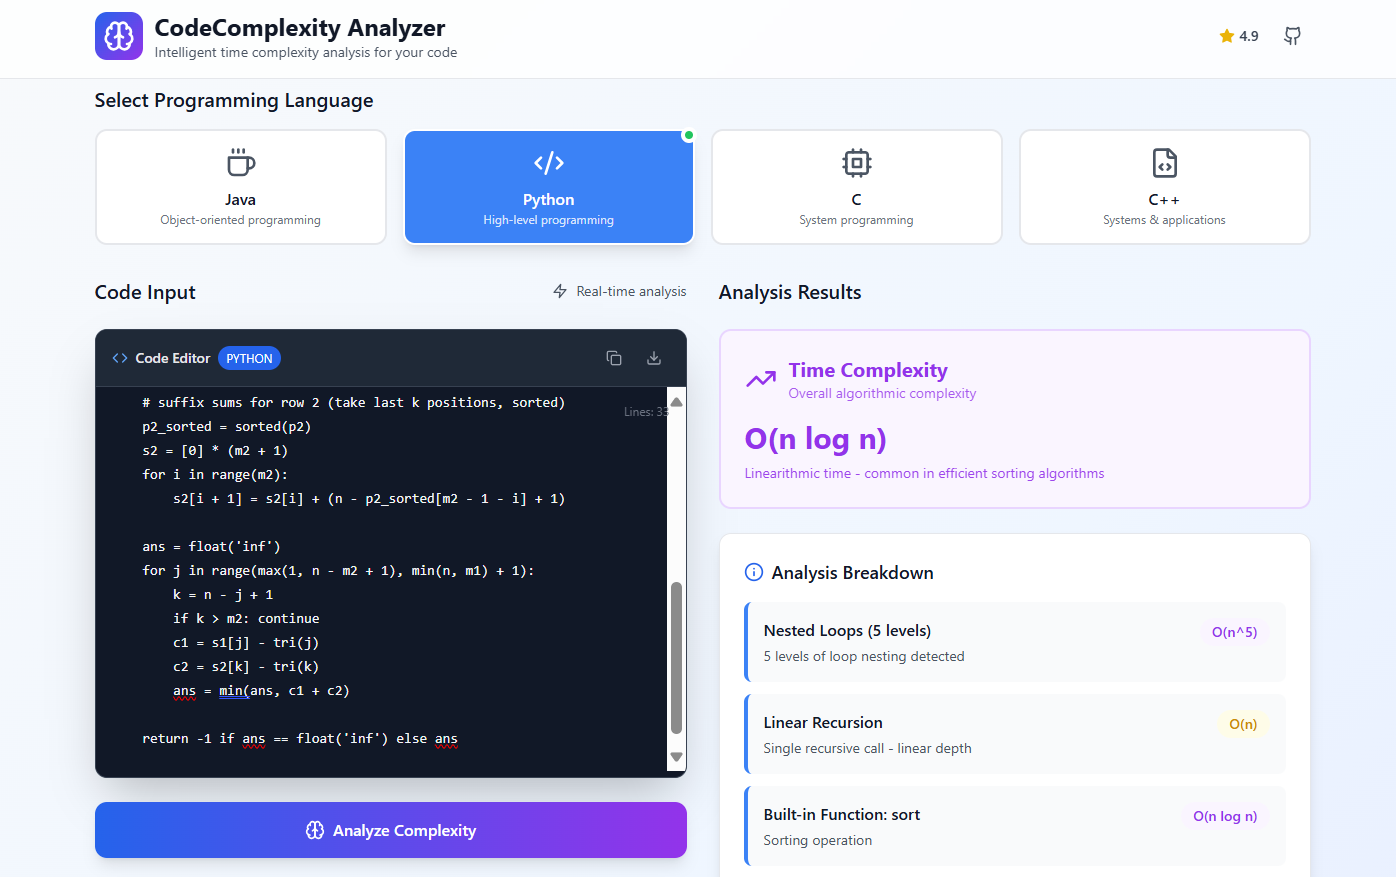 CodeComplexity Analyzer
Intelligent time complexity analysis for your code
4.9
Select Programming Language
Java
Object-oriented programming
Python
High-level programming
C
System programming
C++
Systems & applications
Code Input
Real-time analysis
Code Editor PYTHON
Lines: 33
# suffix sums for row 2 (take last k positions, sorted)
p2_sorted = sorted(p2)
s2 = [0] * (m2 + 1)
for i in range(m2):
    s2[i + 1] = s2[i] + (n - p2_sorted[m2 - 1 - i] + 1)
ans = float('inf')
for j in range(max(1, n - m2 + 1), min(n, m1) + 1):
    k = n - j + 1
    if k > m2: continue
    c1 = s1[j] - tri(j)
    c2 = s2[k] - tri(k)
    ans = min(ans, c1 + c2)
return -1 if ans == float('inf') else ans
Analyze Complexity
Analysis Results
Time Complexity
Overall algorithmic complexity
O(n log n)
Linearithmic time - common in efficient sorting algorithms
Analysis Breakdown
Nested Loops (5 levels)
O(n^5)
5 levels of loop nesting detected
Linear Recursion
O(n)
Single recursive call - linear depth
Built-in Function: sort
O(n log n)
Sorting operation